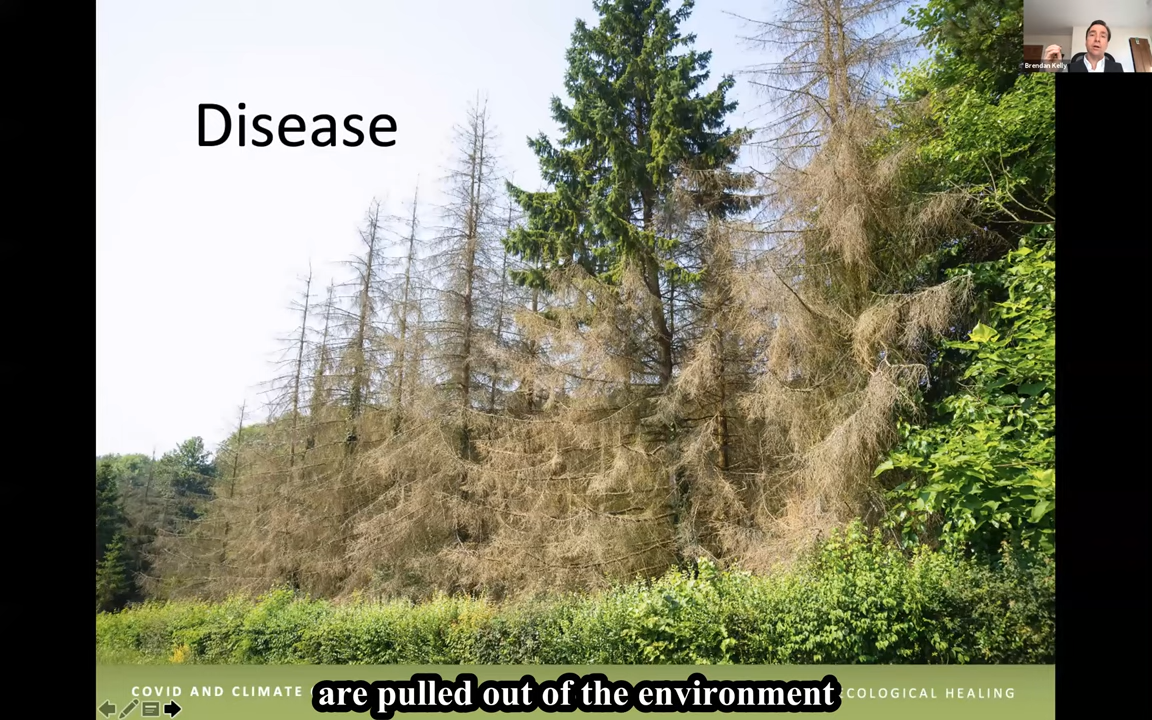 Brendan Kelly
Disease
COVID AND CLIMATE
ECOLOGICAL HEALING
are pulled out of the environment